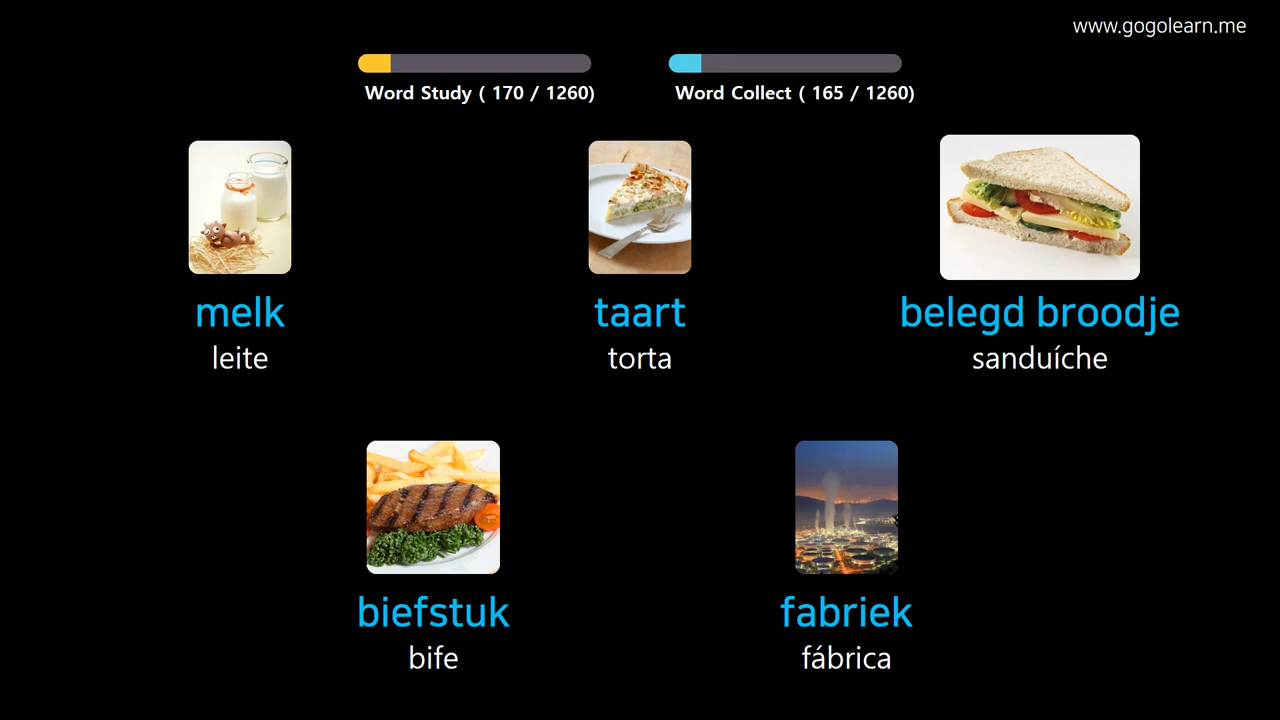 www.gogolearn.me
Word Study ( 170 / 1260)
Word Collect ( 165 / 1260)
melk
leite
taart
torta
belegd broodje
sanduíche
biefstuk
bife
fabriek
fábrica